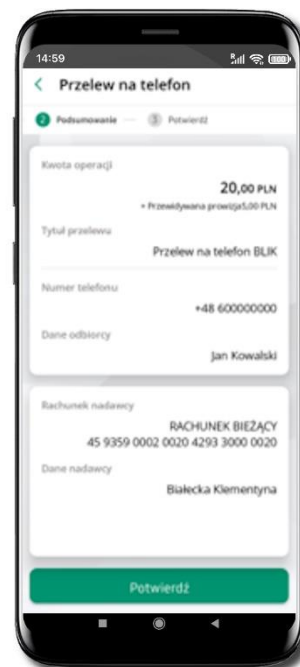 14:59
Przelew na telefon
2 Podsumowanie 3 Potwierdź
Kwota operacji
20,00 PLN
+ Przewidywana prowizja5,00 PLN
Tytuł przelewu
Przelew na telefon BLIK
Numer telefonu
+48 600000000
Dane odbiorcy
Jan Kowalski
Rachunek nadawcy
RACHUNEK BIEŻĄCY
45 9359 0002 0020 4293 3000 0020
Dane nadawcy
Białecka Klementyna
Potwierdź